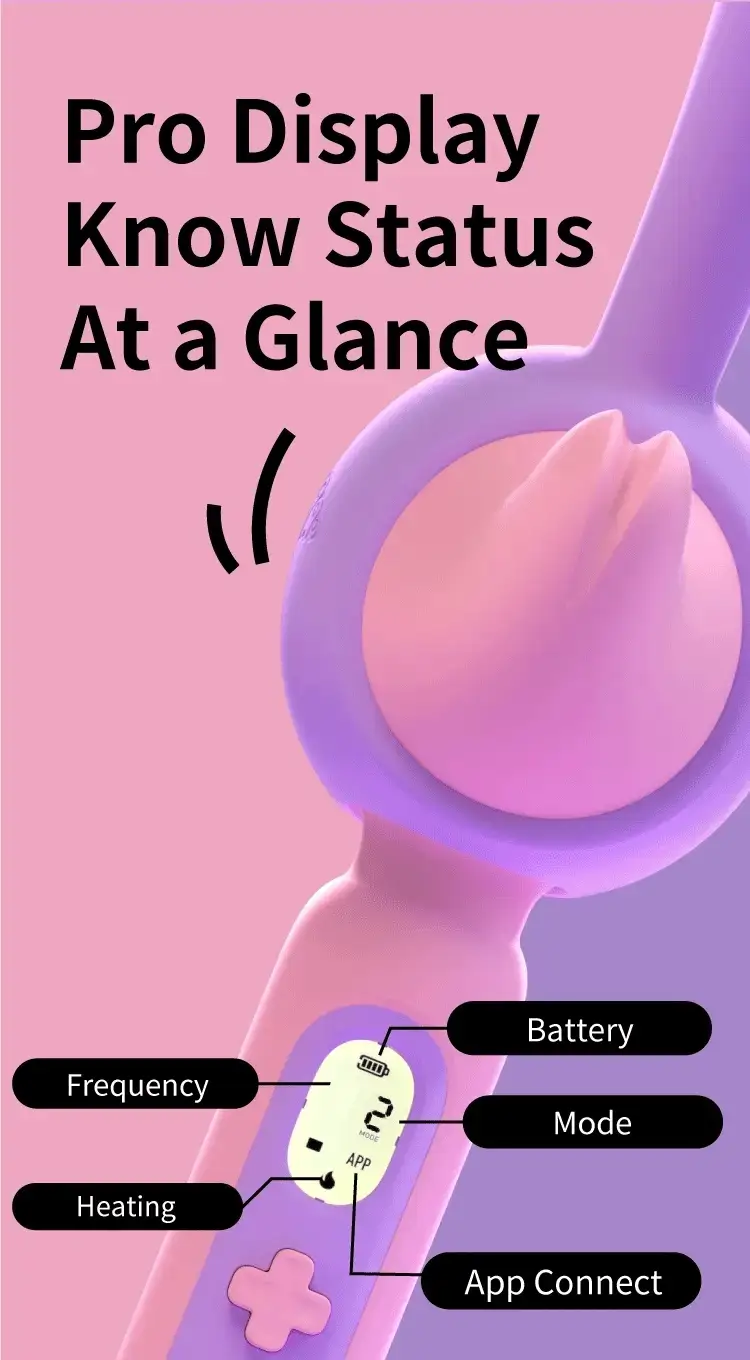 Pro Display
Know Status
At a Glance
Battery
Frequency
2
Mode
MODE
APP
Heating
App Connect